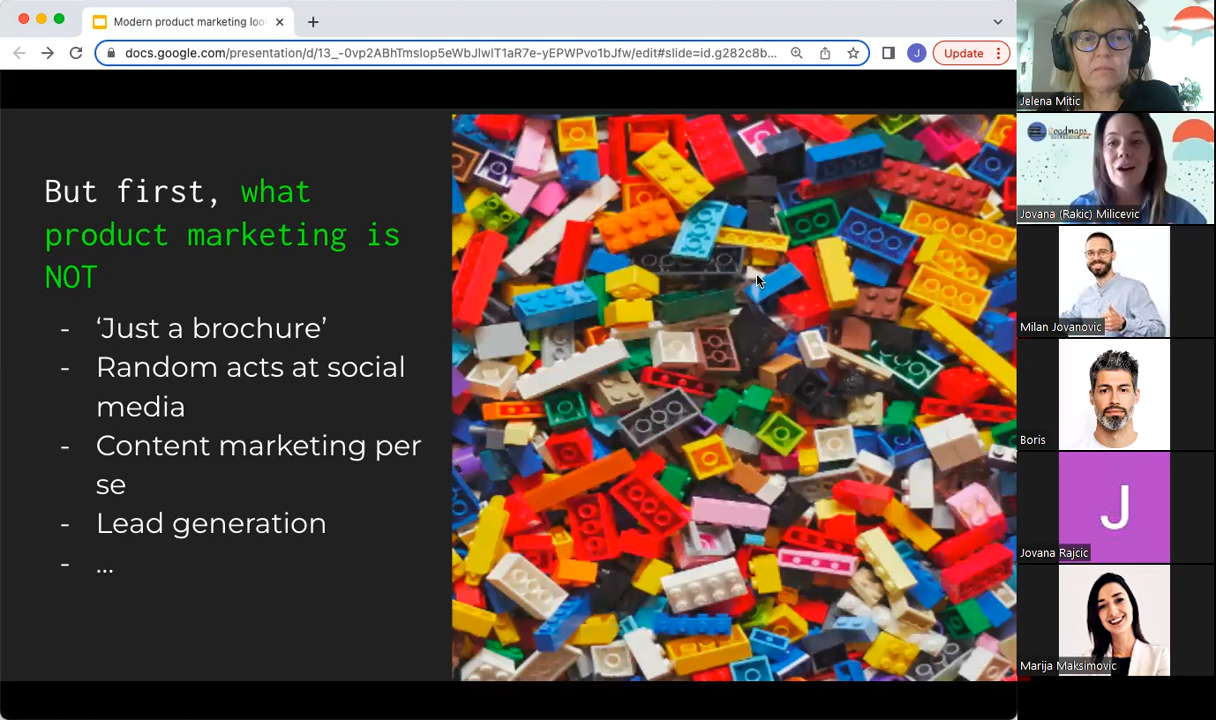 Modern product marketing loo
docs.google.com/presentation/d/13_-0vp2ABhTmsIop5eWbJlwIT1aR7e-yEPWPvo1bJfw/edit#slide=id.g282c8b...
J
Update
But first, what
product marketing is
NOT
- ‘Just a brochure’
- Random acts at social
media
- Content marketing per
se
- Lead generation
- ...
Jelena Mitic
Roadmaps
Jovana (Rakic) Milicevic
Milan Jovanovic
Boris
J
Jovana Rajcic
Marija Maksimovic